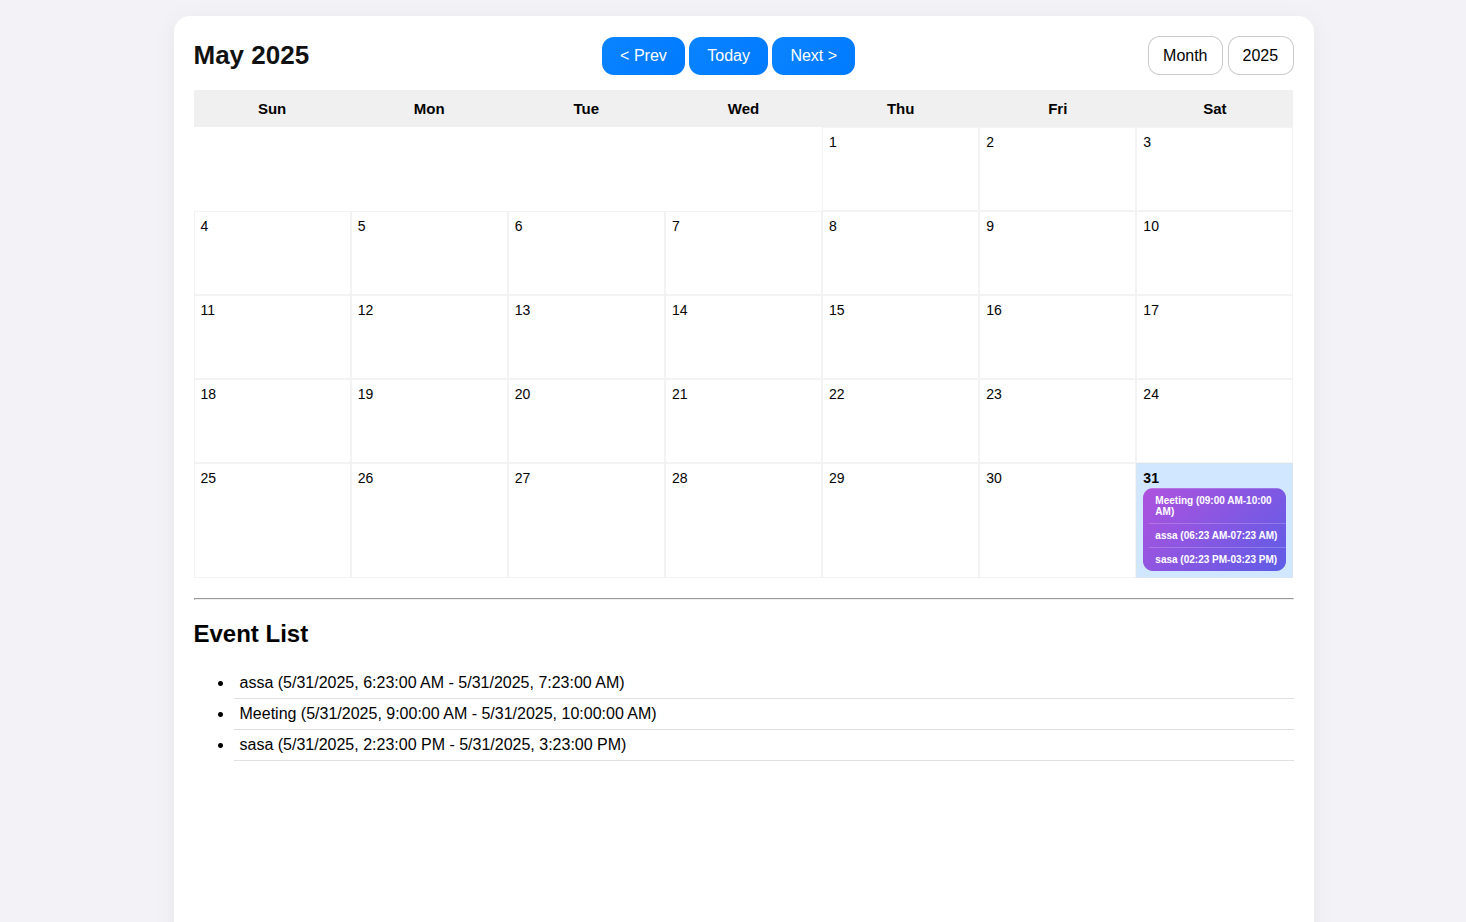 May 2025 < Prev Today Next > Month 2025
Sun Mon Tue Wed Thu Fri Sat
1 2 3
4 5 6 7 8 9 10
11 12 13 14 15 16 17
18 19 20 21 22 23 24
25 26 27 28 29 30 31
Meeting (09:00 AM-10:00
AM)
assa (06:23 AM-07:23 AM)
sasa (02:23 PM-03:23 PM)
Event List
assa (5/31/2025, 6:23:00 AM - 5/31/2025, 7:23:00 AM)
Meeting (5/31/2025, 9:00:00 AM - 5/31/2025, 10:00:00 AM)
sasa (5/31/2025, 2:23:00 PM - 5/31/2025, 3:23:00 PM)